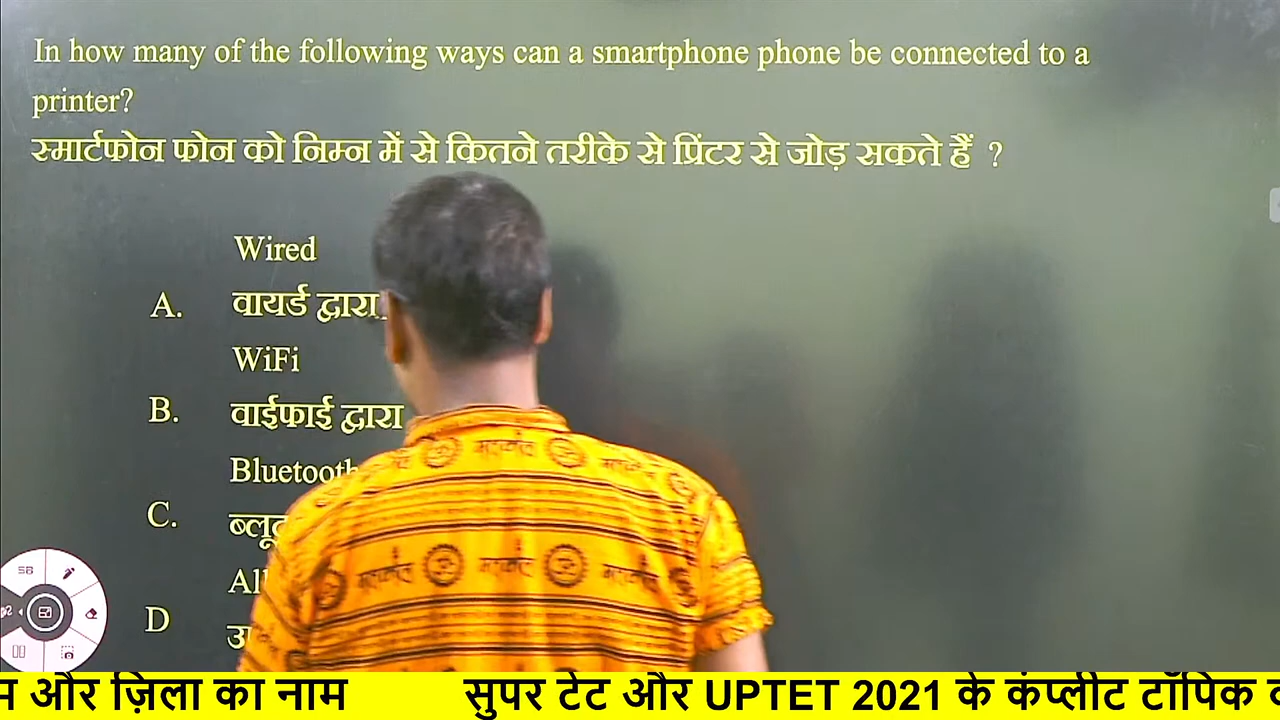 In how many of the following ways can a smartphone phone be connected to a
printer?
स्मार्टफोन फोन को निम्न में से कितने तरीके से प्रिंटर से जोड़ सकते हैं ?
Wired
A. वायर्ड द्वारा
WiFi
B. वाईफाई द्वारा
Bluetooth
C.
D
और ज़िला का नाम सुपर टेट और UPTET 2021 के कंप्लीट टॉपिक